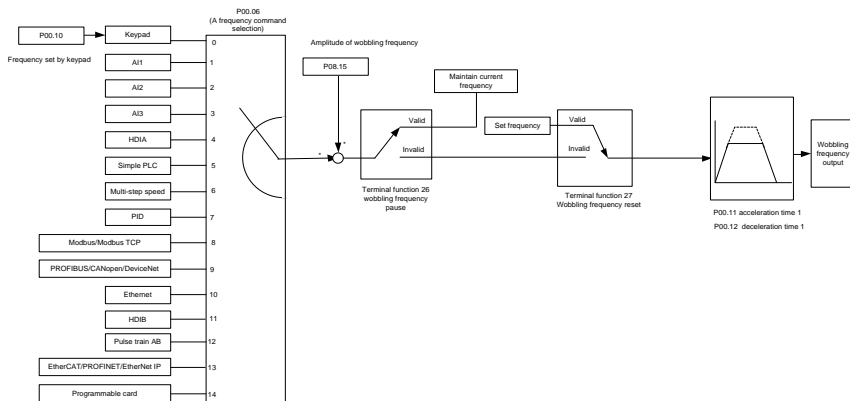 P00.06
(A frequency command
selection)
P00.10
Keypad
0
Frequency set by keypad
AI1
1
AI2
2
AI3
3
HDIA
4
Simple PLC
5
Multi-step speed
6
PID
7
Modbus/Modbus TCP
8
PROFIBUS/CANopen/DeviceNet
9
Ethernet
10
HDIB
11
Pulse train AB
12
EtherCAT/PROFINET/EtherNet IP
13
Programmable card
14
Amplitude of wobbling frequency
P08.15
Maintain current
frequency
Valid
Invalid
Terminal function 26
wobbling frequency
pause
Set frequency
Valid
Invalid
Terminal function 27
Wobbling frequency reset
P00.11 acceleration time 1
P00.12 deceleration time 1
Wobbling
frequency
output